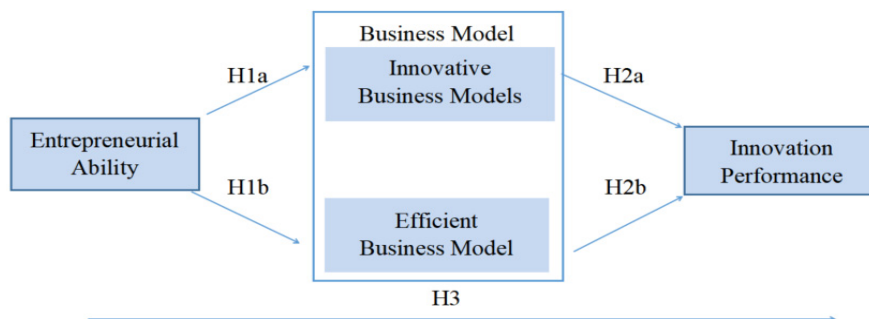 Business Model
Innovative
Business Models
H1a
H2a
Entrepreneurial
Ability
Innovation
Performance
H1b
H2b
Efficient
Business Model
H3